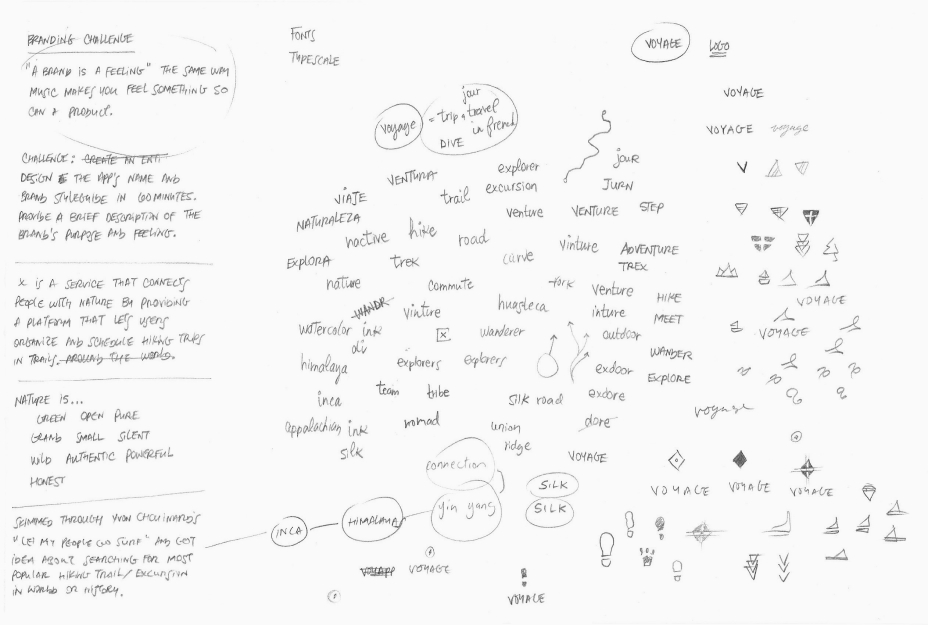 BRANDING CHALLENGE
"A BRAND IS A FEELING" THE SAME WAY
MUSIC MAKES YOU FEEL SOMETHING SO
CAN A PRODUCT.
CHALLENGE: CREATE AN ENTI
DESIGN THE APP'S NAME AND
BRAND STYLEGUIDE IN 60 MINUTES.
PROVIDE A BRIEF DESCRIPTION OF THE
BRAND'S PURPOSE AND FEELING.
X IS A SERVICE THAT CONNECTS
PEOPLE WITH NATURE BY PROVIDING
A PLATFORM THAT LETS USERS
ORGANIZE AND SCHEDULE HIKING TRIPS
IN TRAILS. AROUND THE WORLD.
NATURE IS...
GREEN OPEN PURE
GRAND SMALL SILENT
WILD AUTHENTIC POWERFUL
HONEST
SKIMMED THROUGH YVON CHOUINARD'S
"LET MY PEOPLE GO SURF" AND GOT
IDEA ABOUT SEARCHING FOR MOST
POPULAR HIKING TRAIL/EXCURSION
IN WORLD OR HISTORY.
FONTS
TYPESCALE
voyage = trip, travel
jour
in french
DIVE
VENTURA
explorer
jour
VIAJE
trail
excursion
JURN
NATURALEZA
venture
VENTURE
STEP
nactive
hike
road
vinture
ADVENTURE
EXPLORA
trek
carve
TREX
nature
commute
fork
venture
HIKE
WANDR
vinture
huasteca
inture
MEET
watercolor ink
x
wanderer
outdoor
div
WANDER
himalaya
explorers
explorers
exdoor
EXPLORE
inca
team
tribe
silk road
exdore
appalachian ink
nomad
union
dore
silk
ridge
connection
VOYAGE
INCA
HIMALAYA
yin yang
SILK
SILK
VOYAPP
VOYAGE
VOYAGE
VOYAGE
LOGO
VOYAGE
VOYAGE
voyage
VOYAGE
VOYAGE
voyage
VOYAGE
VOYAGE
VOYAGE